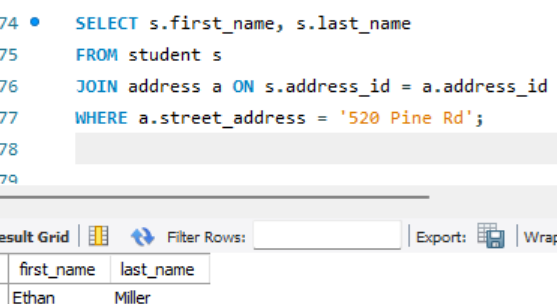 74 SELECT s.first_name, s.last_name
75 FROM student s
76 JOIN address a ON s.address_id = a.address_id
77 WHERE a.street_address = '520 Pine Rd';
78
79
esult Grid Filter Rows: Export: Wrap
first_name last_name
Ethan Miller